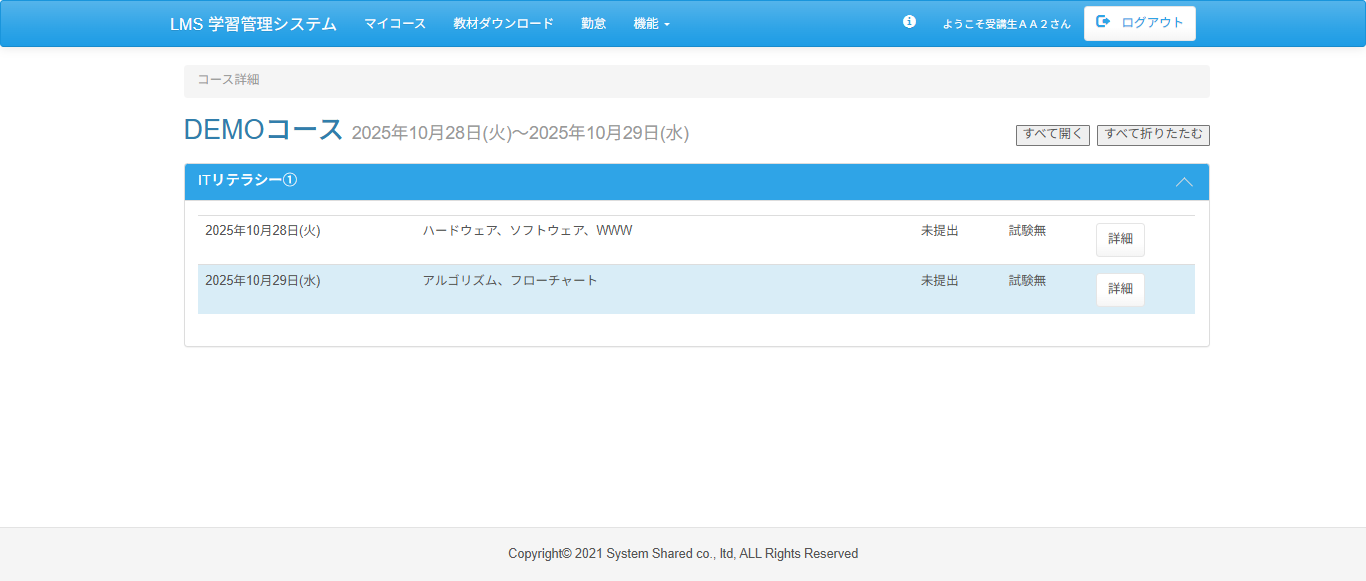 LMS 学習管理システム マイコース 教材ダウンロード 勤怠 機能 ようこそ受講生ＡＡ２さん ログアウト
コース詳細
DEMOコース 2025年10月28日(火)～2025年10月29日(水) すべて開く すべて折りたたむ
ITリテラシー①
2025年10月28日(火) ハードウェア、ソフトウェア、WWW 未提出 試験無 詳細
2025年10月29日(水) アルゴリズム、フローチャート 未提出 試験無 詳細
Copyright© 2021 System Shared co., ltd, ALL Rights Reserved